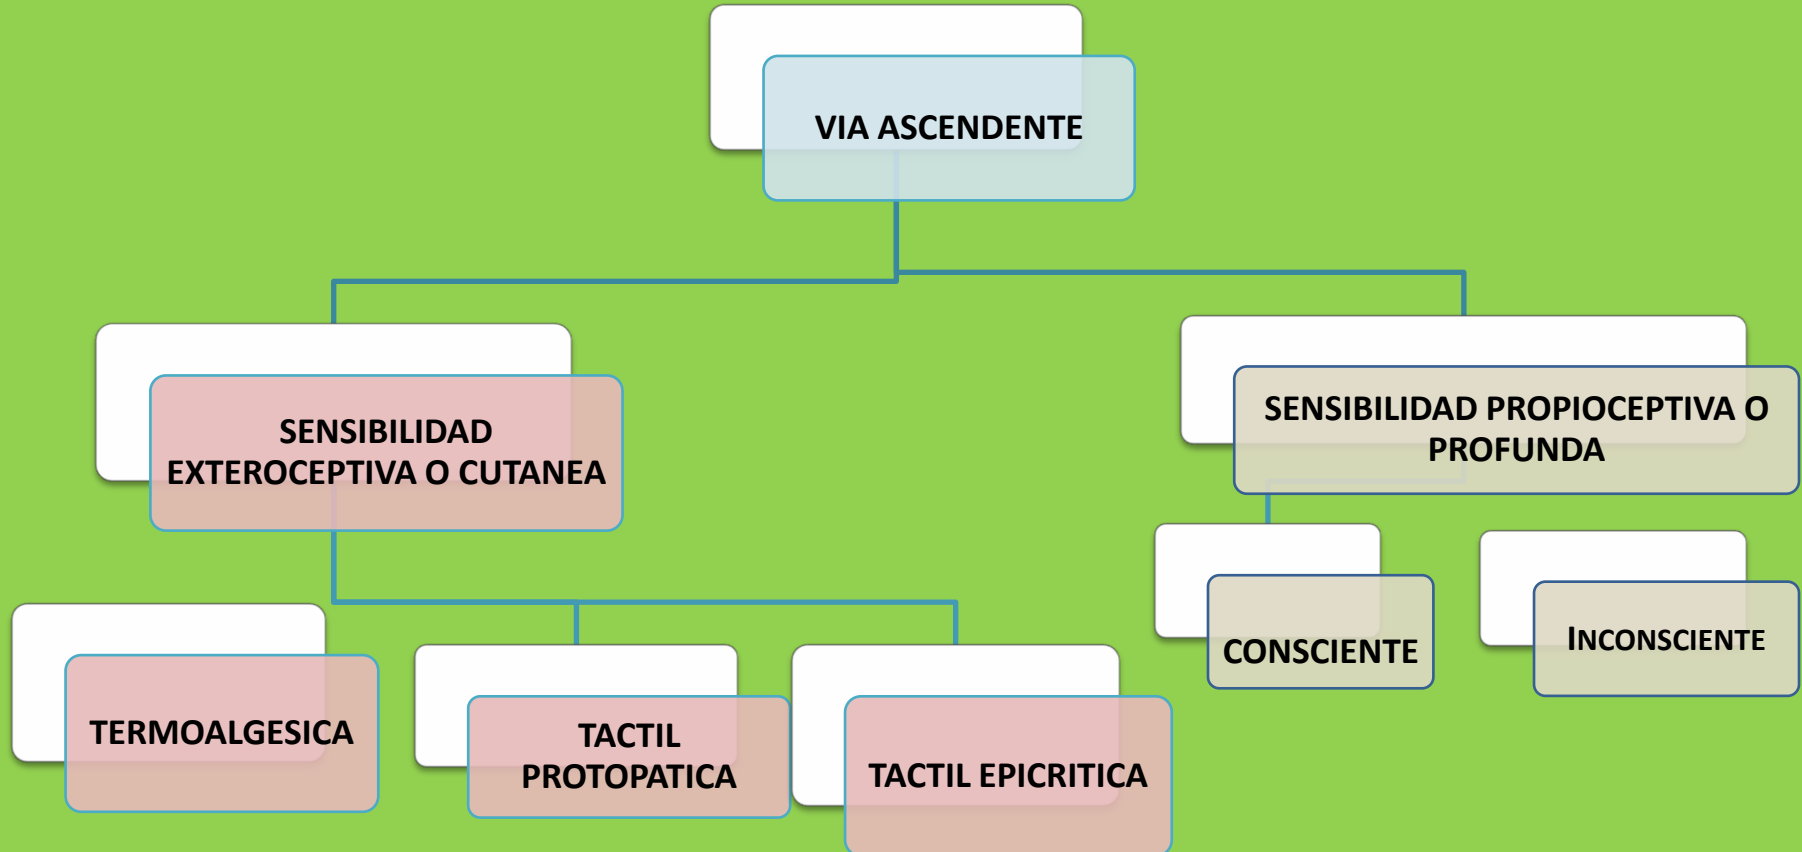 VIA ASCENDENTE
SENSIBILIDAD
EXTEROCEPTIVA O CUTANEA
SENSIBILIDAD PROPIOCEPTIVA O
PROFUNDA
TERMOALGESICA
TACTIL
PROTOPATICA
TACTIL EPICRITICA
CONSCIENTE
INCONSCIENTE